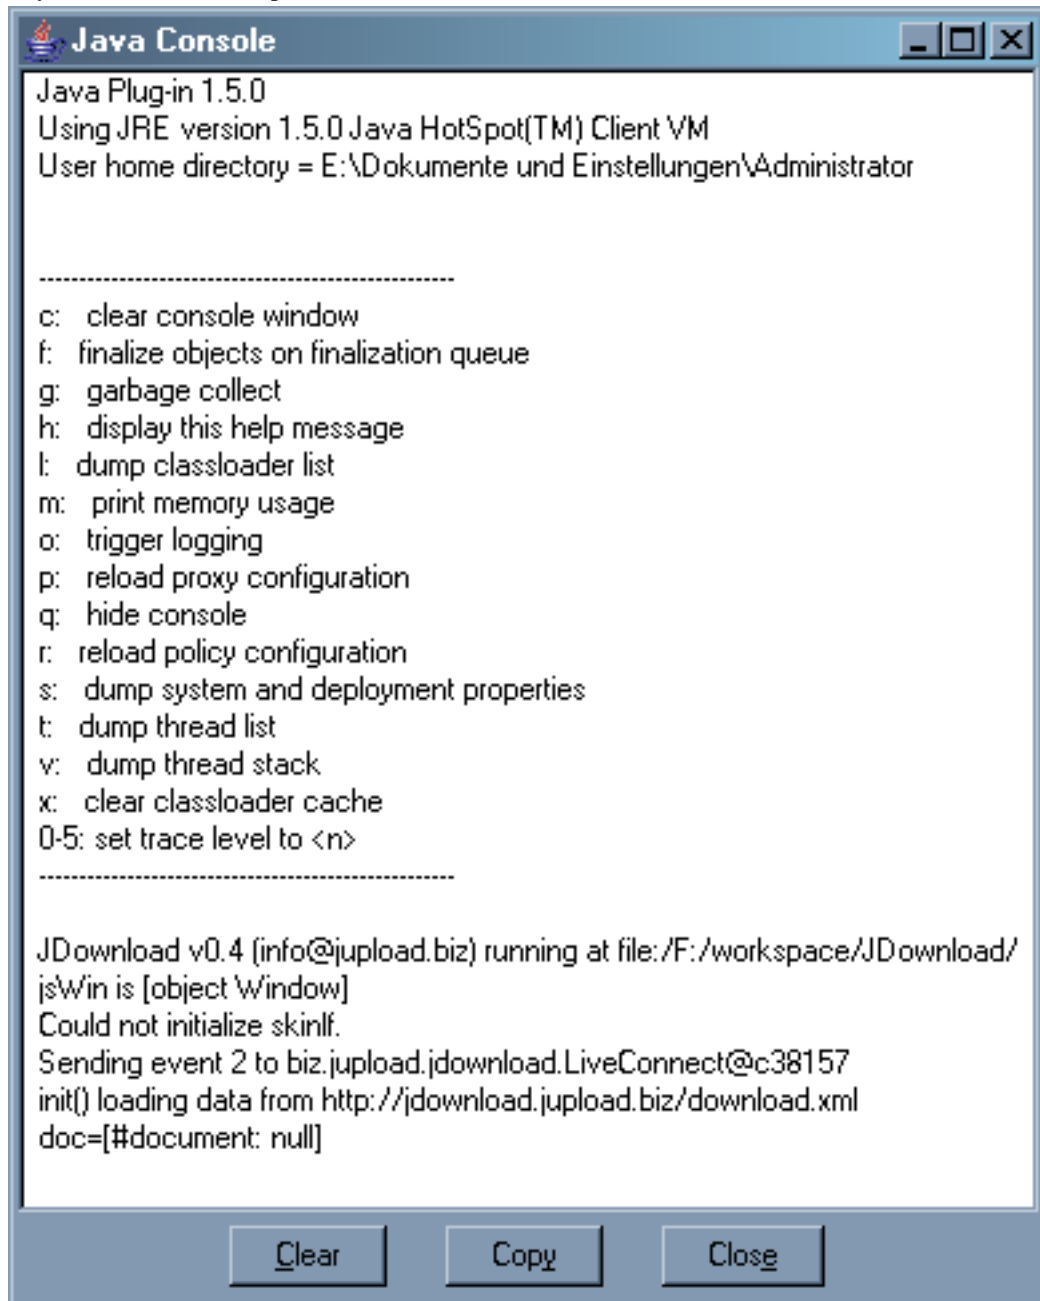 Java Console
Java Plug-in 1.5.0
Using JRE version 1.5.0 Java HotSpot(TM) Client VM
User home directory = E:\Dokumente und Einstellungen\Administrator
----------------------------------------------------
c:   clear console window
f:   finalize objects on finalization queue
g:   garbage collect
h:   display this help message
l:   dump classloader list
m:   print memory usage
o:   trigger logging
p:   reload proxy configuration
q:   hide console
r:   reload policy configuration
s:   dump system and deployment properties
t:   dump thread list
v:   dump thread stack
x:   clear classloader cache
0-5: set trace level to <n>
----------------------------------------------------
JDownload v0.4 (info@jupload.biz) running at file:/F:/workspace/JDownload/
jsWin is [object Window]
Could not initialize skinlf.
Sending event 2 to biz.jupload.jdownload.LiveConnect@c38157
init() loading data from http://jdownload.jupload.biz/download.xml
doc=[#document: null]
Clear Copy Close